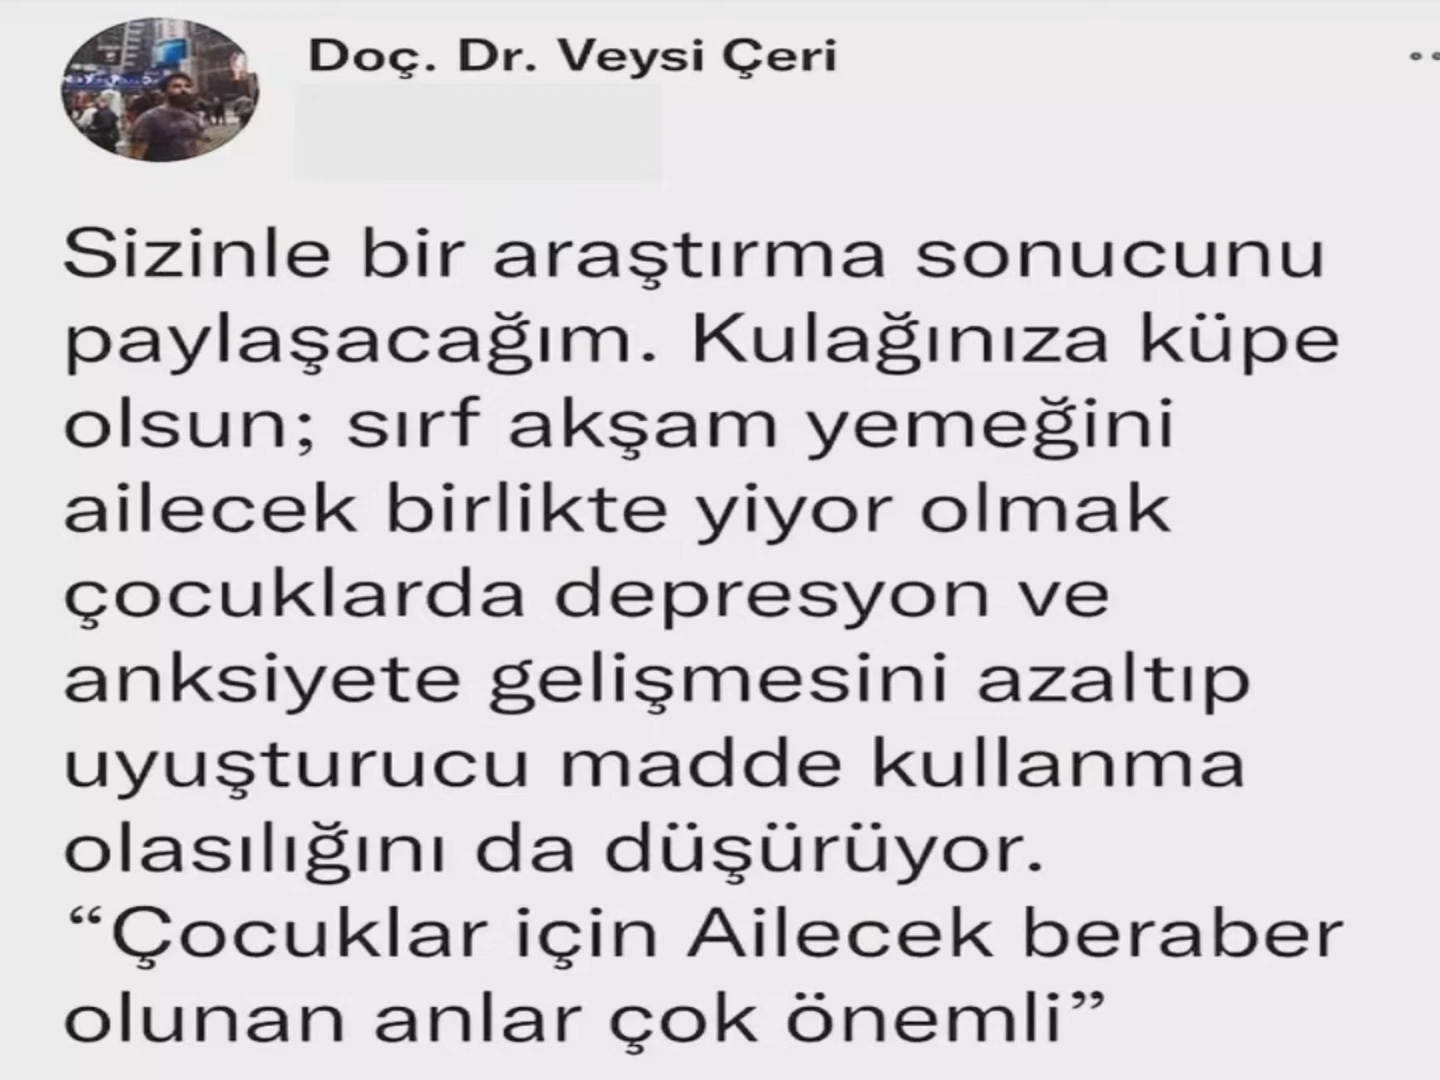 Doç. Dr. Veysi Çeri
Sizinle bir araştırma sonucunu
paylaşacağım. Kulağınıza küpe
olsun; sırf akşam yemeğini
ailecek birlikte yiyor olmak
çocuklarda depresyon ve
anksiyete gelişmesini azaltıp
uyuşturucu madde kullanma
olasılığını da düşürüyor.
“Çocuklar için Ailecek beraber
olunan anlar çok önemli”